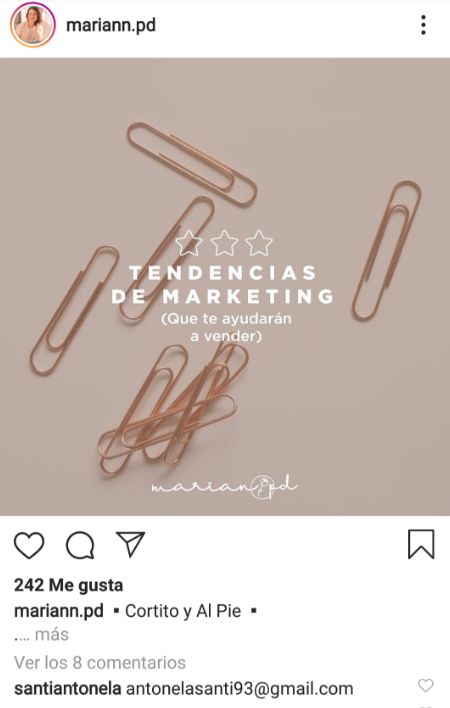 mariann.pd
TENDENCIAS
DE MARKETING
(Que te ayudarán
a vender)
marian pd
242 Me gusta
mariann.pd ▪ Cortito y Al Pie ▪
.... más
Ver los 8 comentarios
santiantonela antonelasanti93@gmail.com